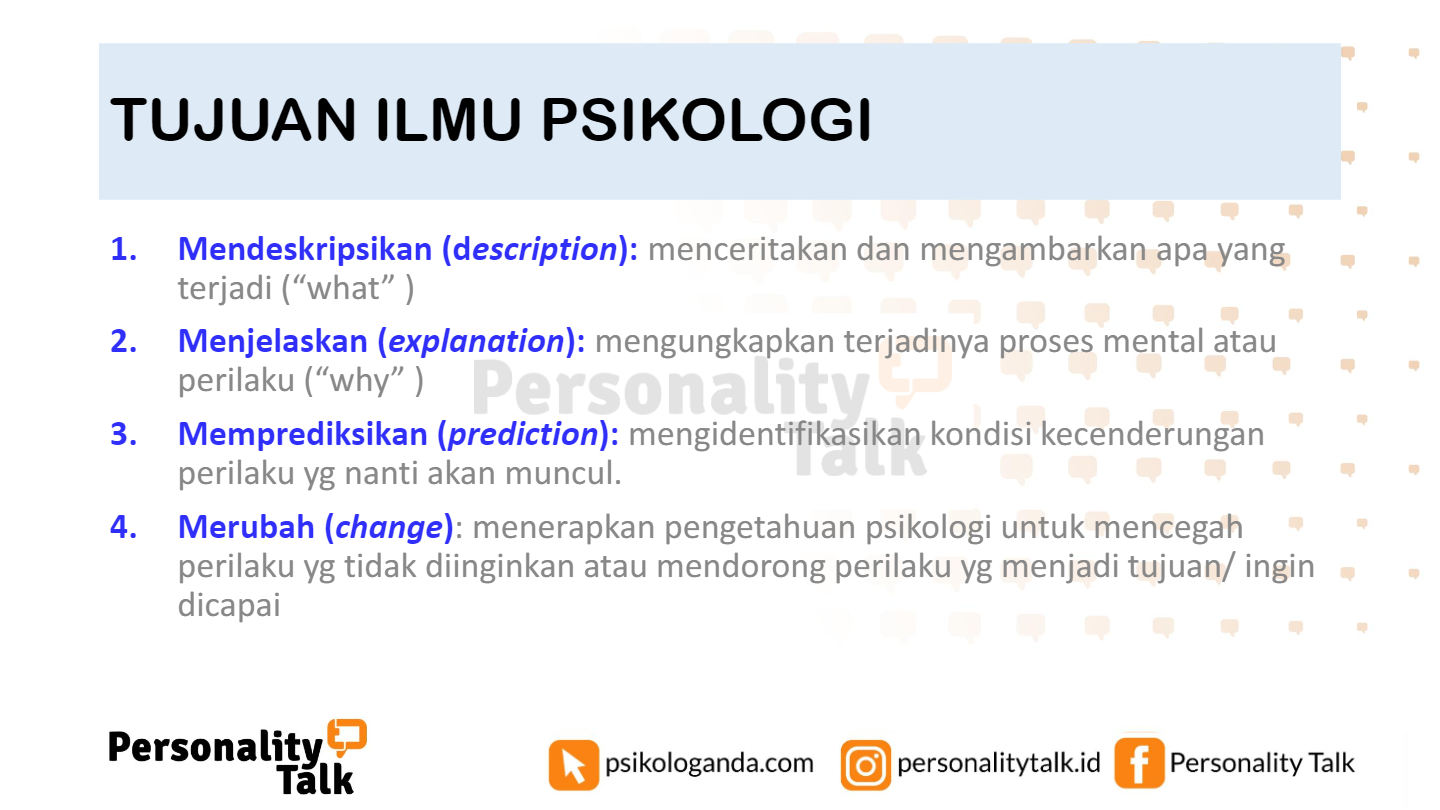 TUJUAN ILMU PSIKOLOGI
1. Mendeskripsikan (description): menceritakan dan mengambarkan apa yang
terjadi (“what” )
2. Menjelaskan (explanation): mengungkapkan terjadinya proses mental atau
perilaku (“why” )
3. Memprediksikan (prediction): mengidentifikasikan kondisi kecenderungan
perilaku yg nanti akan muncul.
4. Merubah (change): menerapkan pengetahuan psikologi untuk mencegah
perilaku yg tidak diinginkan atau mendorong perilaku yg menjadi tujuan/ ingin
dicapai
Personality
Talk
Personality
Talk
psikologanda.com
personalitytalk.id
Personality Talk